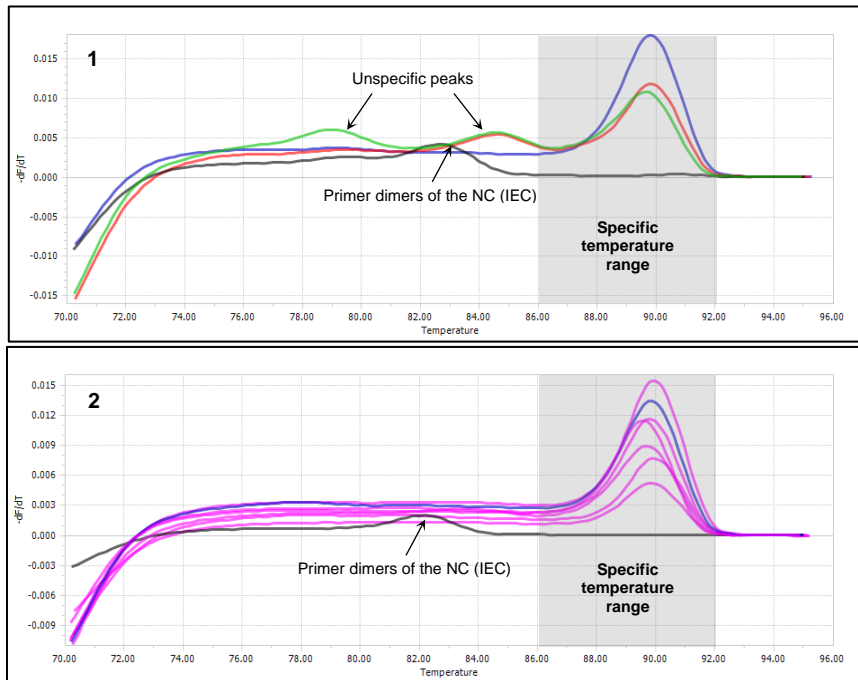 1
Unspecific peaks
Primer dimers of the NC (IEC)
Specific
temperature
range
-dF/dT
0.015
0.010
0.005
0.000
-0.005
-0.010
-0.015
70.00 72.00 74.00 76.00 78.00 80.00 82.00 84.00 86.00 88.00 90.00 92.00 94.00 96.00
Temperature
2
Primer dimers of the NC (IEC)
Specific
temperature
range
-dF/dT
0.015
0.012
0.009
0.006
0.003
0.000
-0.003
-0.006
-0.009
70.00 72.00 74.00 76.00 78.00 80.00 82.00 84.00 86.00 88.00 90.00 92.00 94.00 96.00
Temperature